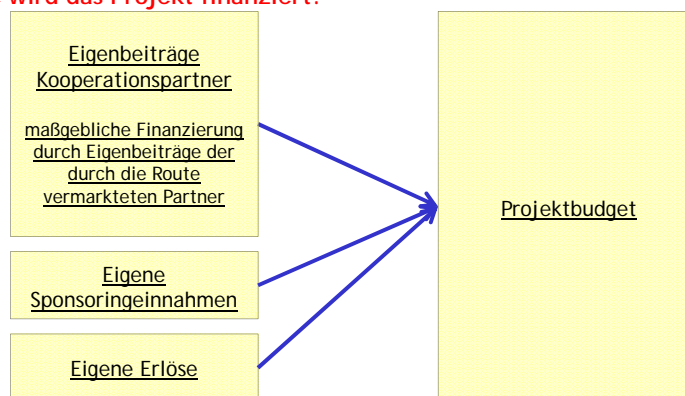 wird das Projekt finanziert?
Eigenbeiträge
Kooperationspartner
maßgebliche Finanzierung
durch Eigenbeiträge der
durch die Route
vermarkteten Partner
Projektbudget
Eigene
Sponsoringeinnahmen
Eigene Erlöse